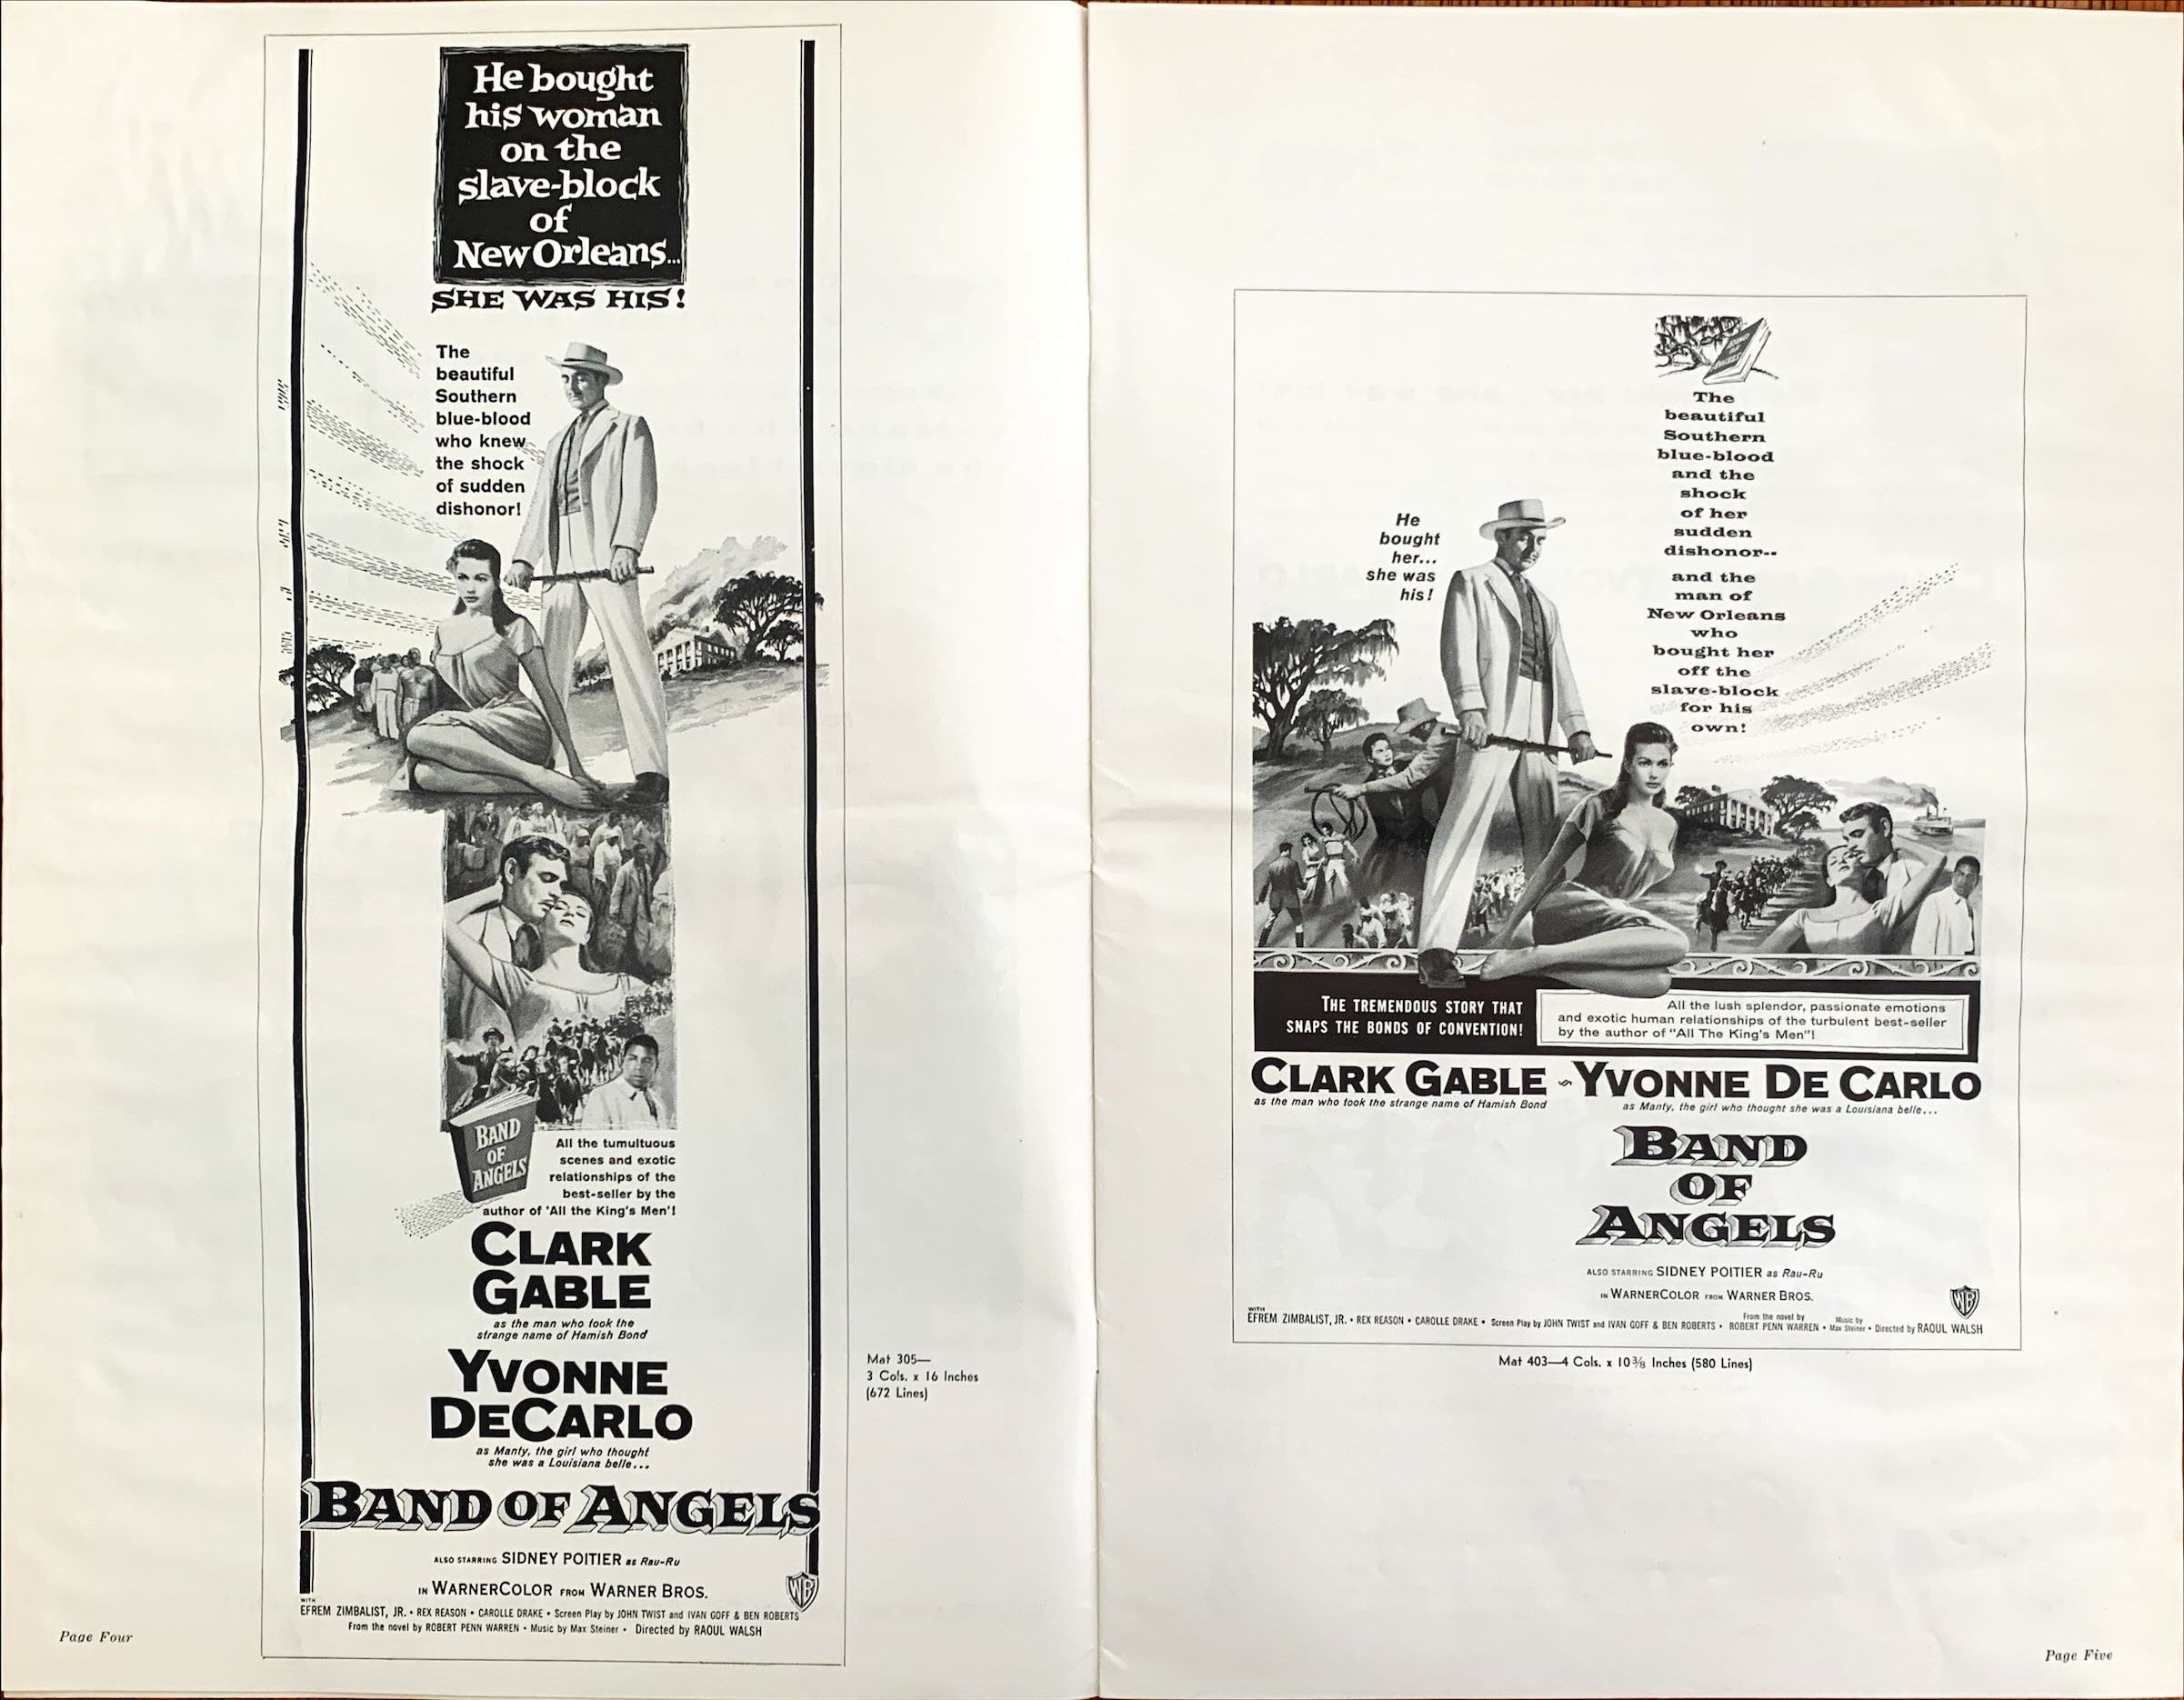 He bought
his woman
on the
slave-block
of
New Orleans...
SHE WAS HIS!
The
beautiful
Southern
blue-blood
who knew
the shock
of sudden
dishonor!
BAND
OF
ANGELS
All the tumultuous
scenes and exotic
relationships of the
best-seller by the
author of 'All the King's Men'!
CLARK
GABLE
as the man who took the
strange name of Hamish Bond
YVONNE
DECARLO
as Manty, the girl who thought
she was a Louisiana belle...
BAND OF ANGELS
ALSO STARRING SIDNEY POITIER as Rau-Ru
IN WARNERCOLOR FROM WARNER BROS.
WB
WITH
EFREM ZIMBALIST, JR. • REX REASON • CAROLLE DRAKE • Screen Play by JOHN TWIST and IVAN GOFF & BEN ROBERTS
From the novel by ROBERT PENN WARREN • Music by Max Steiner • Directed by RAOUL WALSH
Mat 305—
3 Cols. x 16 Inches
(672 Lines)
Page Four
The
beautiful
Southern
blue-blood
and the
shock
of her
sudden
dishonor--
and the
man of
New Orleans
who
bought her
off the
slave-block
for his
own!
He
bought
her...
she was
his!
THE TREMENDOUS STORY THAT
SNAPS THE BONDS OF CONVENTION!
All the lush splendor, passionate emotions
and exotic human relationships of the turbulent best-seller
by the author of "All The King's Men"!
CLARK GABLE YVONNE DE CARLO
as the man who took the strange name of Hamish Bond
as Manty, the girl who thought she was a Louisiana belle...
BAND
OF
ANGELS
ALSO STARRING SIDNEY POITIER as Rau-Ru
IN WARNERCOLOR FROM WARNER BROS.
WB
WITH
EFREM ZIMBALIST, JR. • REX REASON • CAROLLE DRAKE • Screen Play by JOHN TWIST and IVAN GOFF & BEN ROBERTS • From the novel by ROBERT PENN WARREN • Music by Max Steiner • Directed by RAOUL WALSH
Mat 403—4 Cols. x 10⅜ Inches (580 Lines)
Page Five